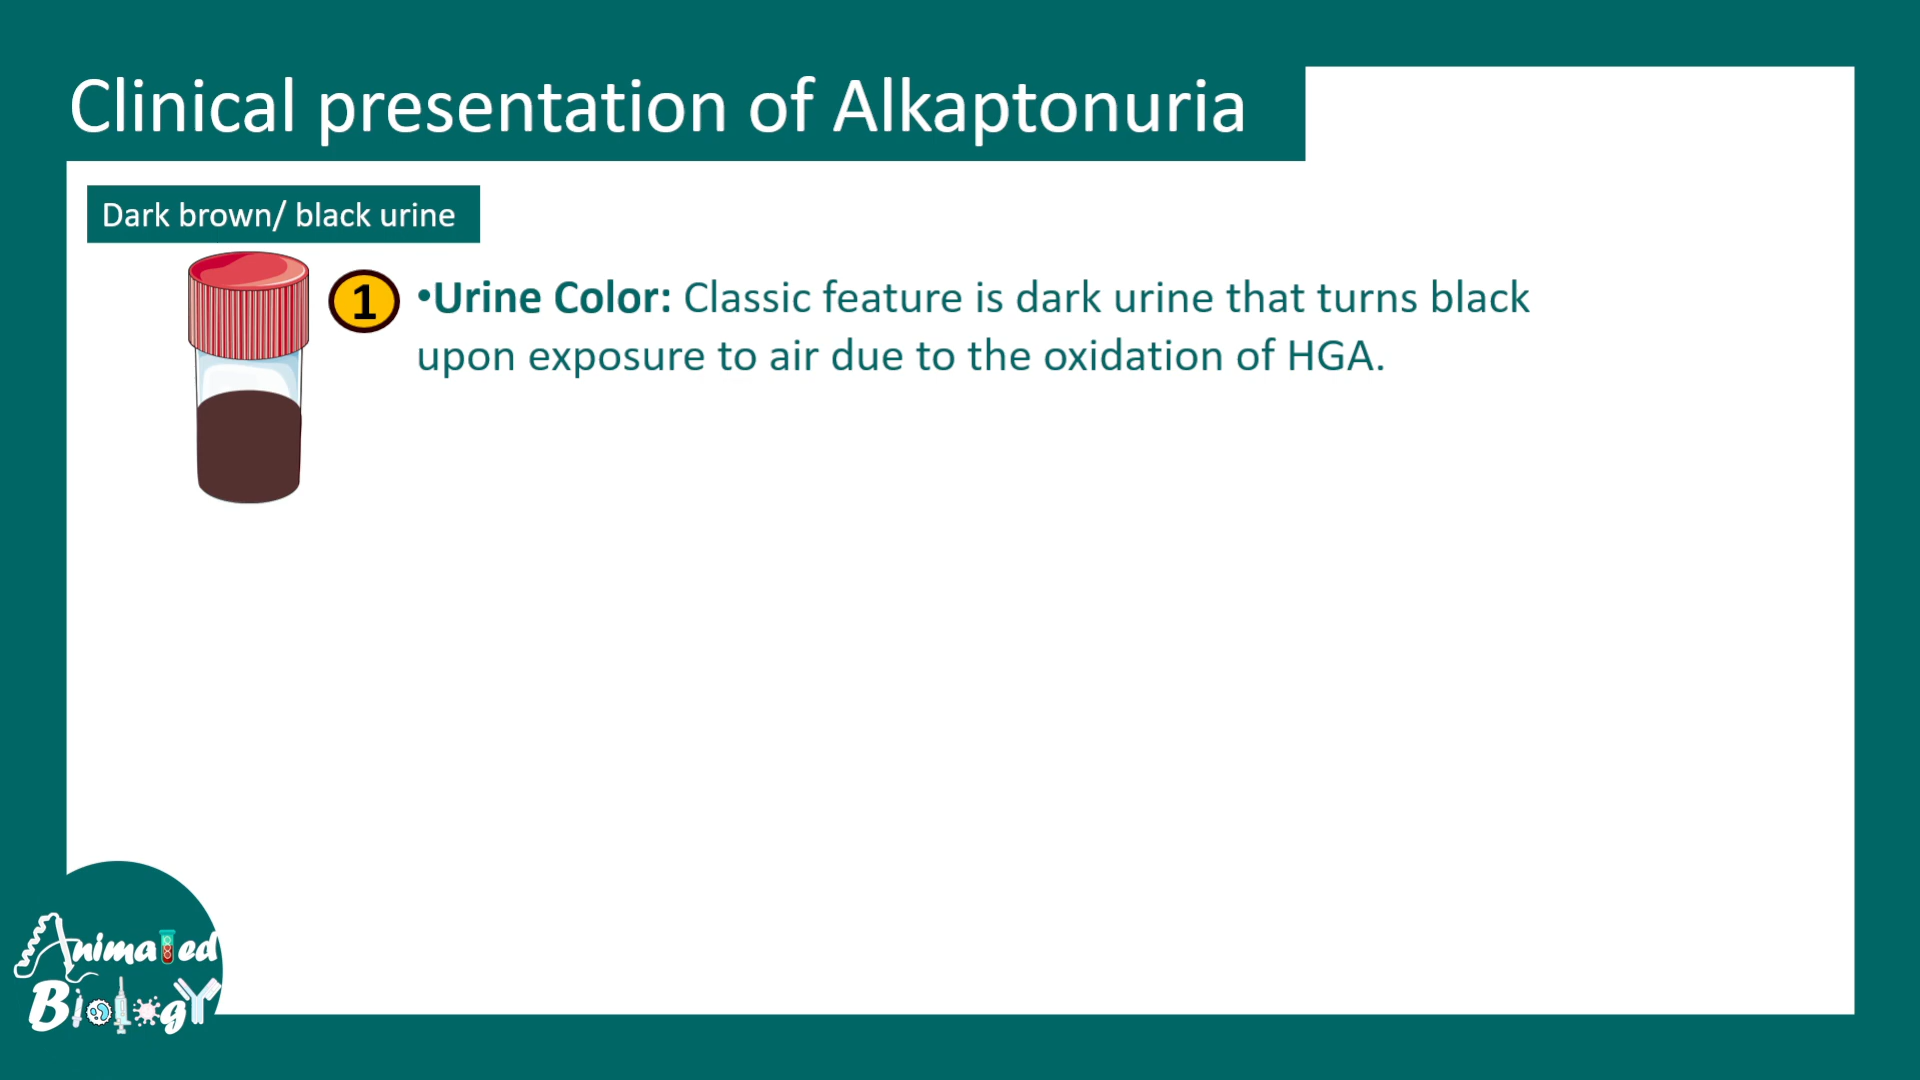 Clinical presentation of Alkaptonuria
Dark brown/ black urine
1
•Urine Color: Classic feature is dark urine that turns black
upon exposure to air due to the oxidation of HGA.
Animated
Biology